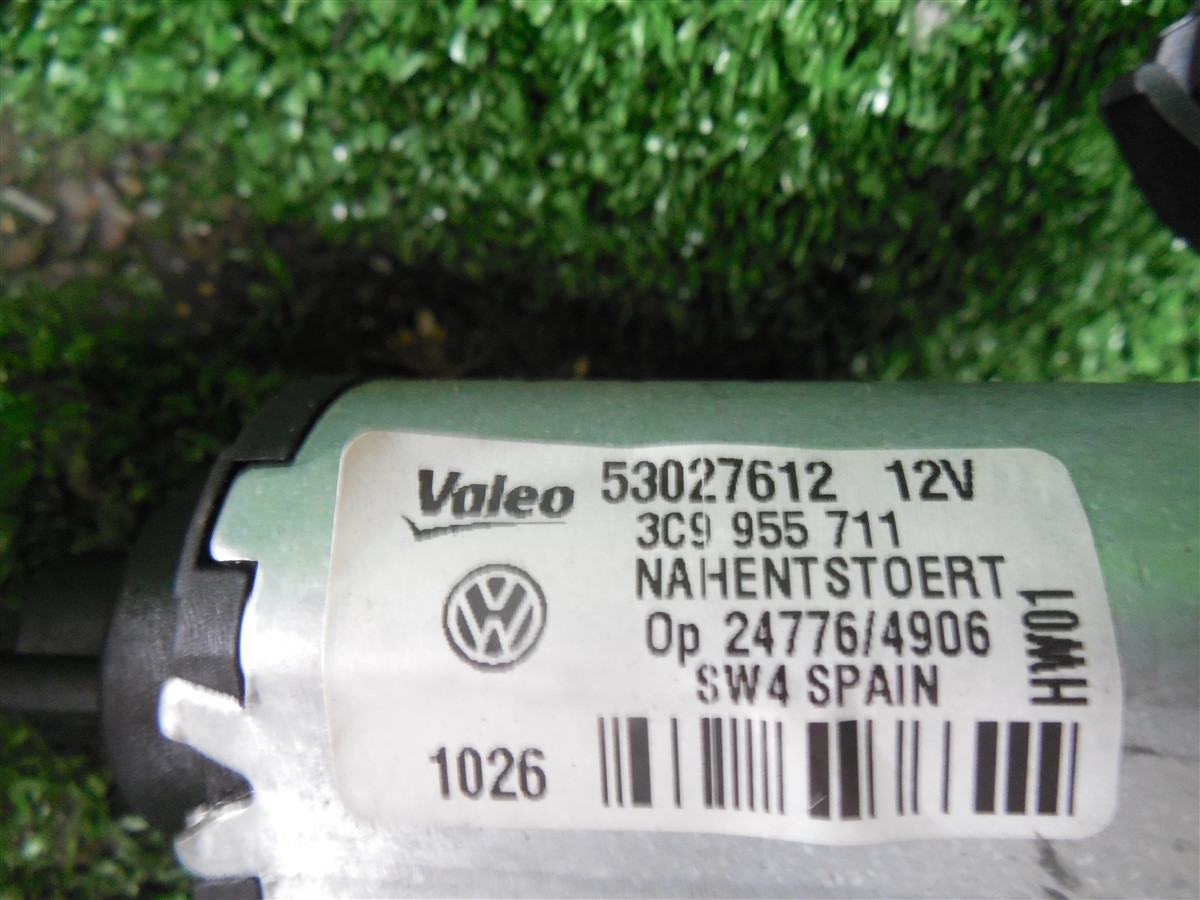 Valeo 53027612 12V
3C9 955 711
NAHENTSTOERT
Op 24776/4906
SW4 SPAIN
HW01
1026